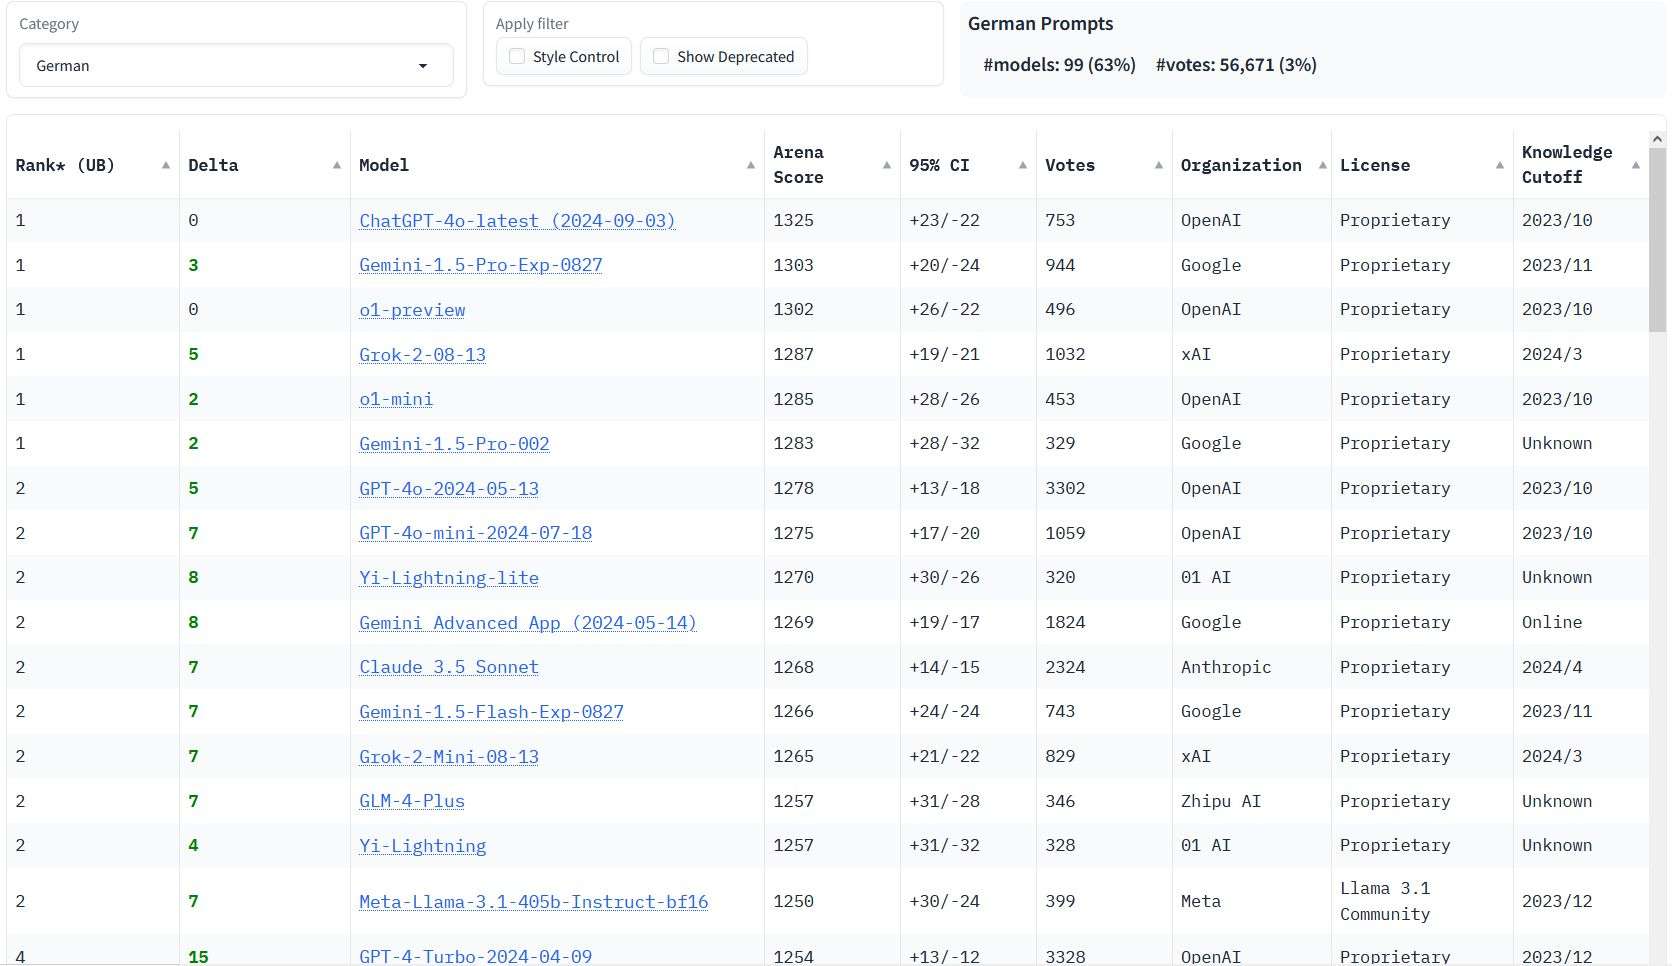 Category
German
Apply filter
Style Control Show Deprecated
German Prompts
#models: 99 (63%) #votes: 56,671 (3%)
Rank* (UB) Delta Model Arena Score 95% CI Votes Organization License Knowledge Cutoff
1 0 ChatGPT-4o-latest (2024-09-03) 1325 +23/-22 753 OpenAI Proprietary 2023/10
1 3 Gemini-1.5-Pro-Exp-0827 1303 +20/-24 944 Google Proprietary 2023/11
1 0 o1-preview 1302 +26/-22 496 OpenAI Proprietary 2023/10
1 5 Grok-2-08-13 1287 +19/-21 1032 xAI Proprietary 2024/3
1 2 o1-mini 1285 +28/-26 453 OpenAI Proprietary 2023/10
1 2 Gemini-1.5-Pro-002 1283 +28/-32 329 Google Proprietary Unknown
2 5 GPT-4o-2024-05-13 1278 +13/-18 3302 OpenAI Proprietary 2023/10
2 7 GPT-4o-mini-2024-07-18 1275 +17/-20 1059 OpenAI Proprietary 2023/10
2 8 Yi-Lightning-lite 1270 +30/-26 320 01 AI Proprietary Unknown
2 8 Gemini Advanced App (2024-05-14) 1269 +19/-17 1824 Google Proprietary Online
2 7 Claude 3.5 Sonnet 1268 +14/-15 2324 Anthropic Proprietary 2024/4
2 7 Gemini-1.5-Flash-Exp-0827 1266 +24/-24 743 Google Proprietary 2023/11
2 7 Grok-2-Mini-08-13 1265 +21/-22 829 xAI Proprietary 2024/3
2 7 GLM-4-Plus 1257 +31/-28 346 Zhipu AI Proprietary Unknown
2 4 Yi-Lightning 1257 +31/-32 328 01 AI Proprietary Unknown
2 7 Meta-Llama-3.1-405b-Instruct-bf16 1250 +30/-24 399 Meta Llama 3.1 Community 2023/12
4 15 GPT-4-Turbo-2024-04-09 1254 +13/-12 3328 OpenAI Proprietary 2023/12